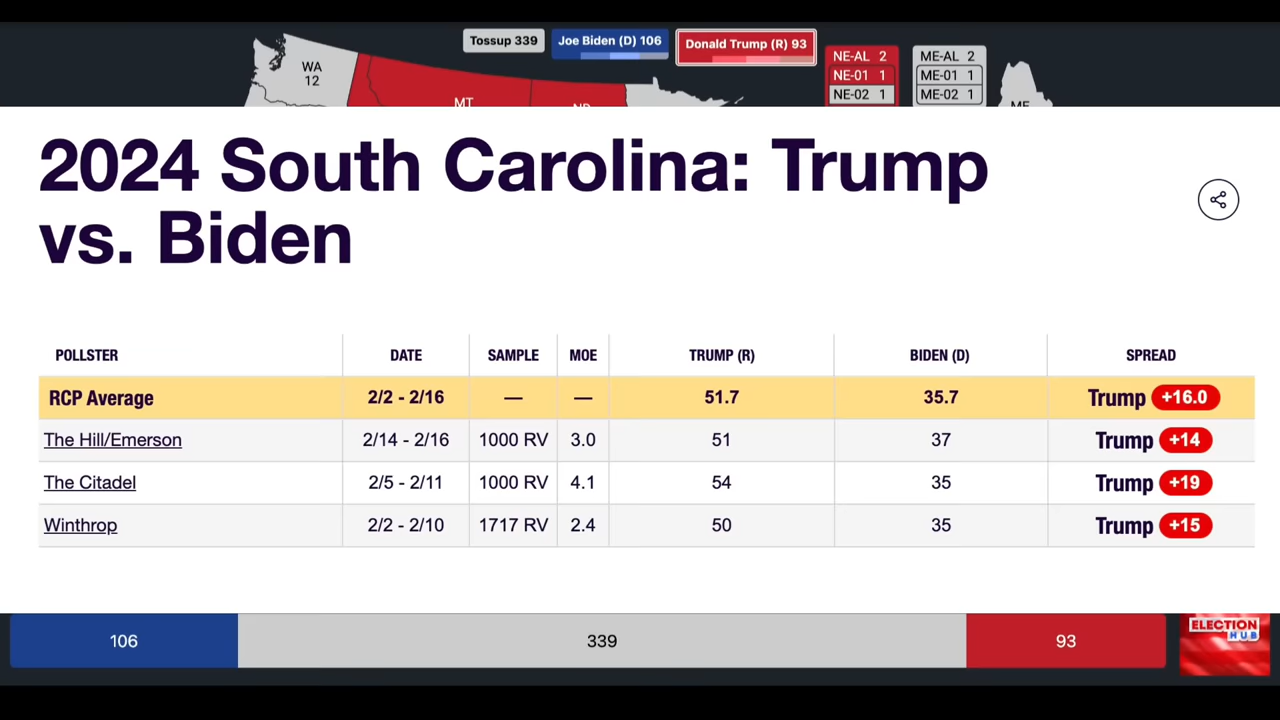 Tossup 339
Joe Biden (D) 106
Donald Trump (R) 93
WA
12
MT
NE-AL 2
NE-01 1
NE-02 1
ME-AL 2
ME-01 1
ME-02 1
2024 South Carolina: Trump
vs. Biden
POLLSTER DATE SAMPLE MOE TRUMP (R) BIDEN (D) SPREAD
RCP Average 2/2 - 2/16 — — 51.7 35.7 Trump +16.0
The Hill/Emerson 2/14 - 2/16 1000 RV 3.0 51 37 Trump +14
The Citadel 2/5 - 2/11 1000 RV 4.1 54 35 Trump +19
Winthrop 2/2 - 2/10 1717 RV 2.4 50 35 Trump +15
106 339 93
ELECTION
HUB